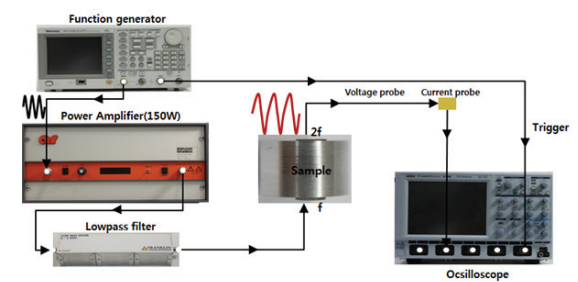 Function generator
Power Amplifier(150W)
Lowpass filter
2f
Sample
f
Voltage probe
Current probe
Trigger
Ocsilloscope